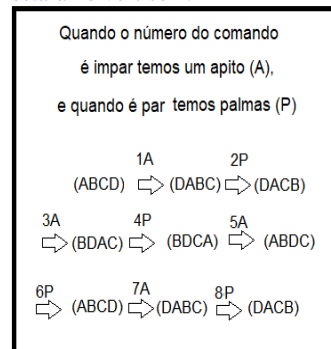 Quando o número do comando
é impar temos um apito (A),
e quando é par temos palmas (P)
1A 2P
(ABCD) (DABC) (DACB)
3A 4P 5A
(BDAC) (BDCA) (ABDC)
6P 7A 8P
(ABCD) (DABC) (DACB)